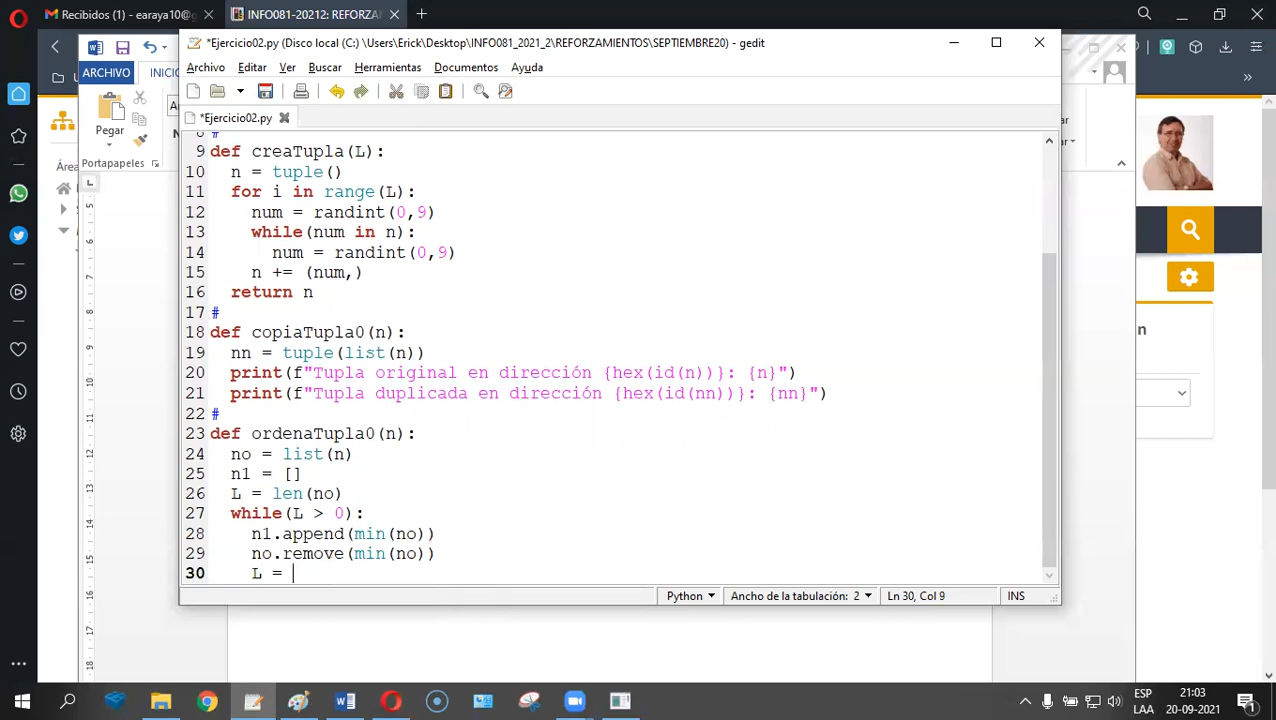 Recibidos (1) - earaya10@g
INFO081-20212: REFORZA
*Ejercicio02.py (Disco local (C:) \Users\Erick\Desktop\INFO081_2021_2\REFORZAMIENTOS\SEPTIEMBRE20) - gedit
Archivo Editar Ver Buscar Herramientas Documentos Ayuda
ARCHIVO
INICIO
*Ejercicio02.py
Pegar
Portapapeles
8 #
9 def creaTupla(L):
10 n = tuple()
11 for i in range(L):
12 num = randint(0,9)
13 while(num in n):
14 num = randint(0,9)
15 n += (num,)
16 return n
17 #
18 def copiaTupla0(n):
19 nn = tuple(list(n))
20 print(f"Tupla original en dirección {hex(id(n))}: {n}")
21 print(f"Tupla duplicada en dirección {hex(id(nn))}: {nn}")
22 #
23 def ordenaTupla0(n):
24 no = list(n)
25 n1 = []
26 L = len(no)
27 while(L > 0):
28 n1.append(min(no))
29 no.remove(min(no))
30 L =
Python Ancho de la tabulación: 2 Ln 30, Col 9 INS
ESP
LAA
21:03
20-09-2021